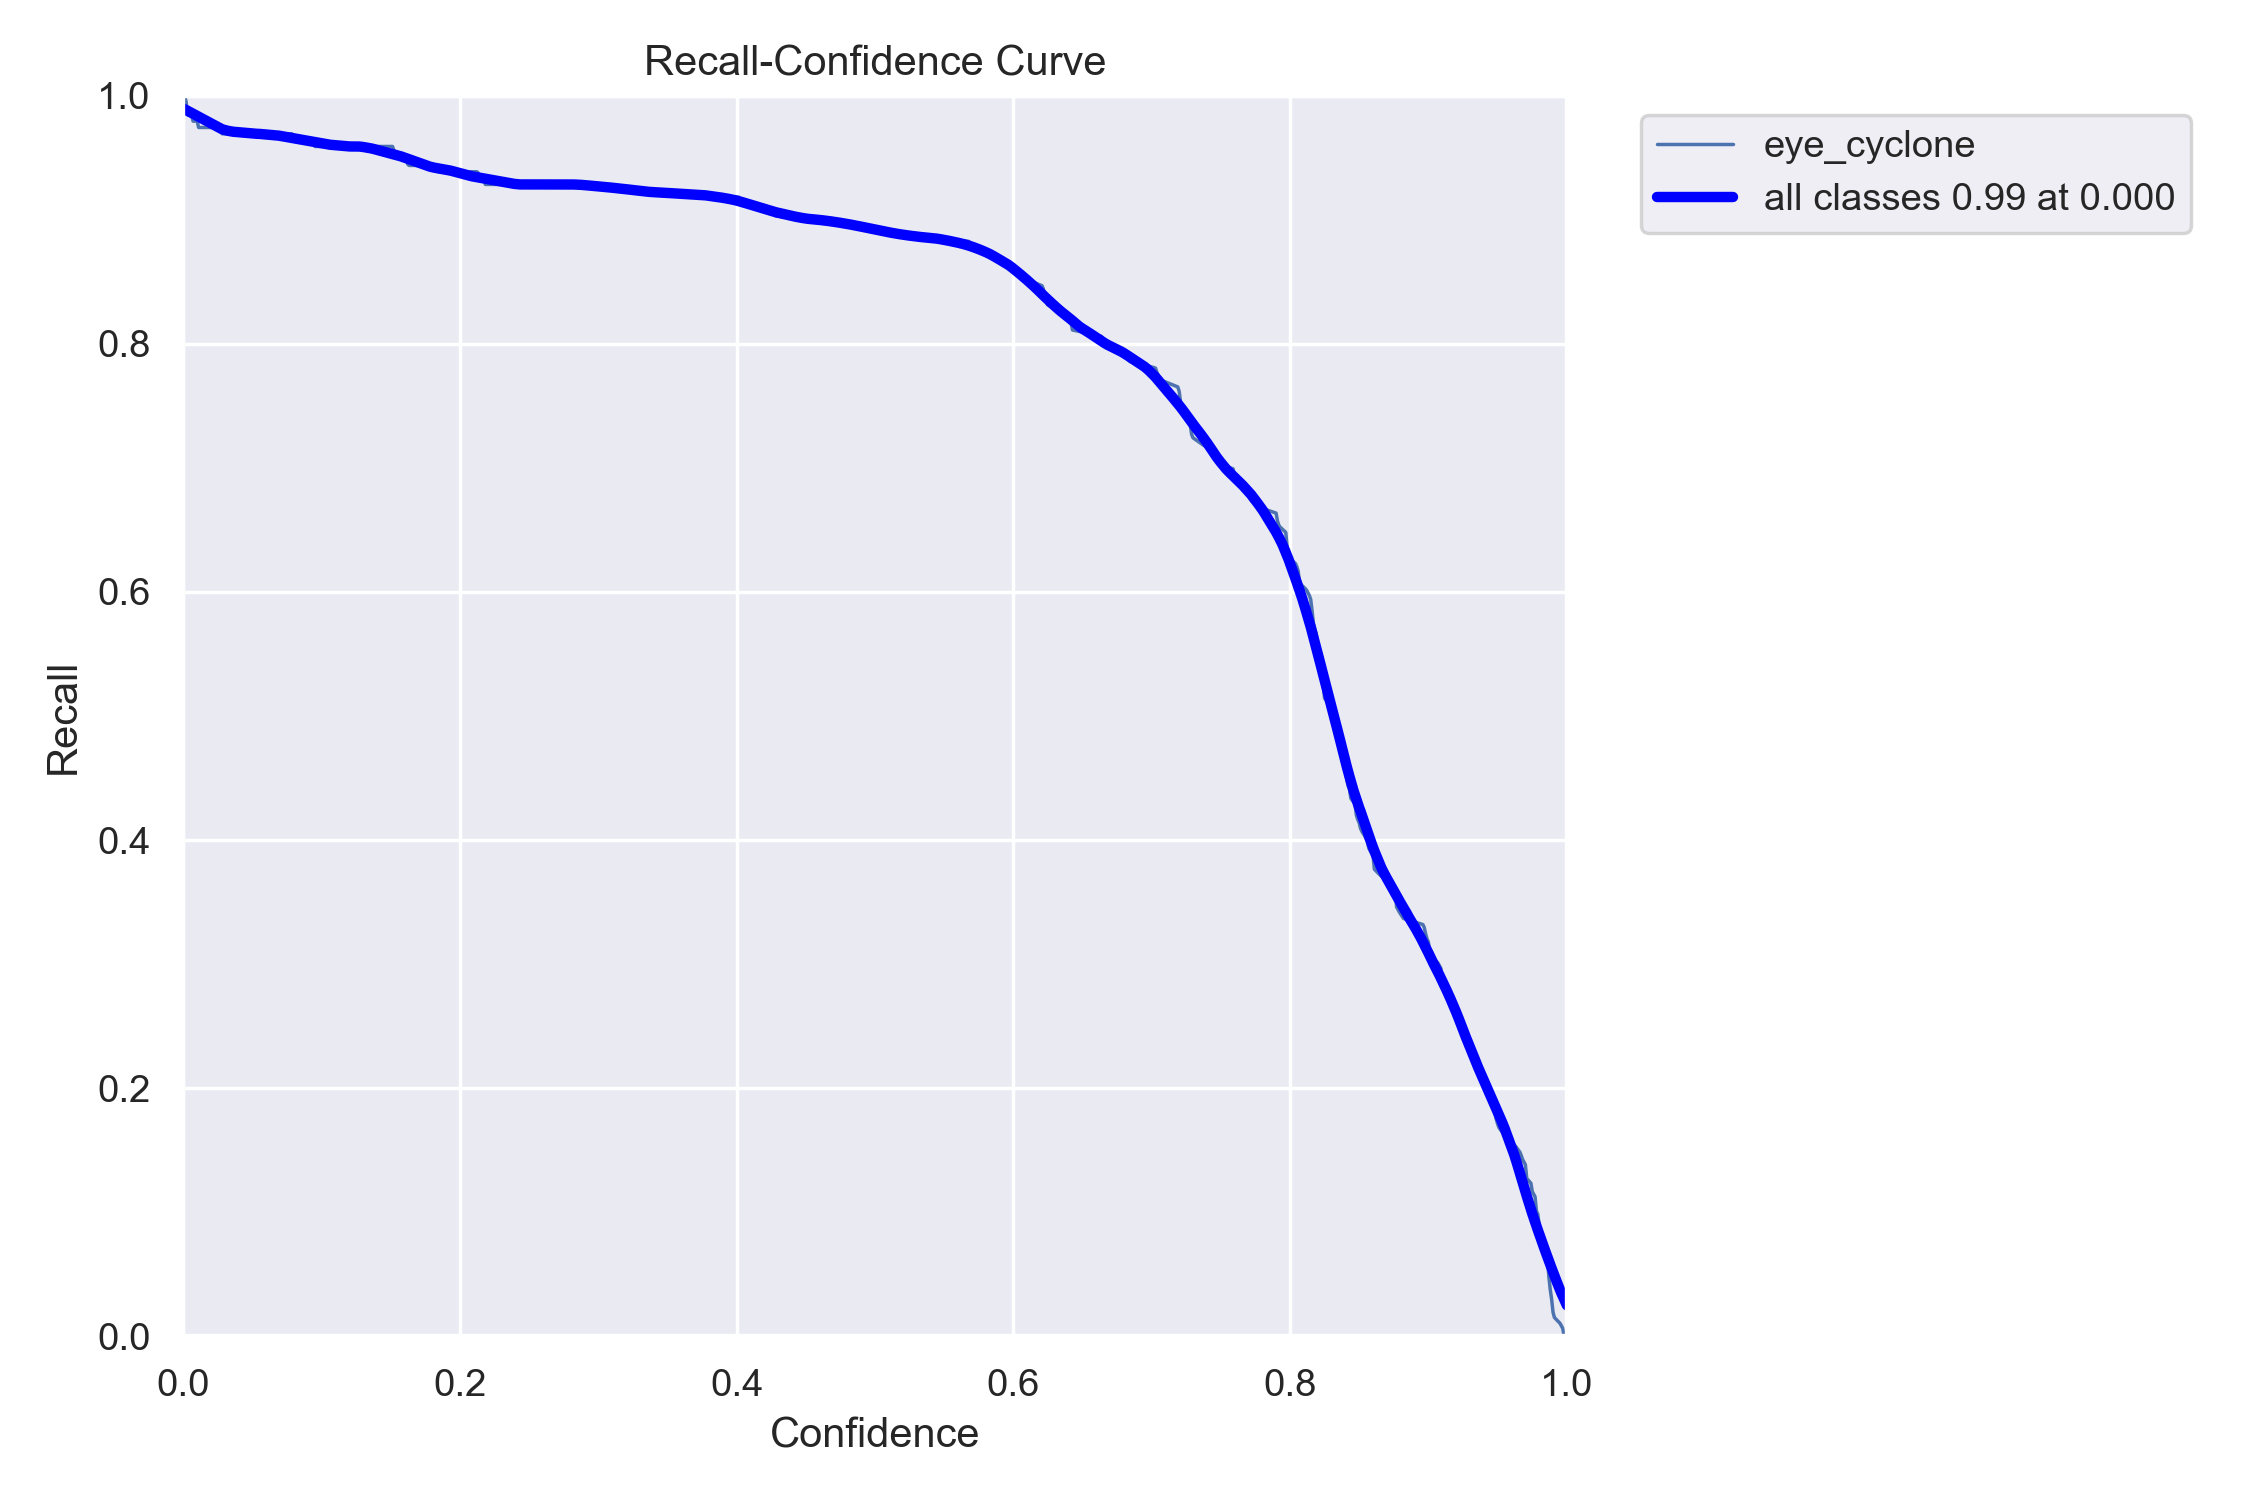 Recall-Confidence Curve
1.0
0.8
0.6
0.4
0.2
0.0
Recall
0.0 0.2 0.4 0.6 0.8 1.0
Confidence
eye_cyclone
all classes 0.99 at 0.000